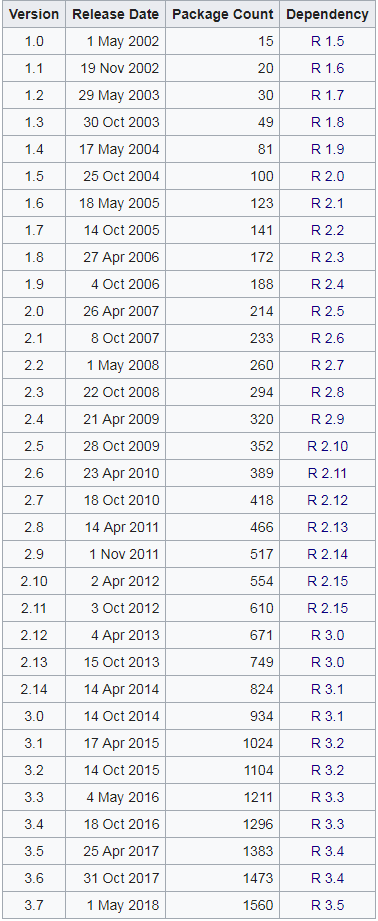 Version Release Date Package Count Dependency
1.0 1 May 2002 15 R 1.5
1.1 19 Nov 2002 20 R 1.6
1.2 29 May 2003 30 R 1.7
1.3 30 Oct 2003 49 R 1.8
1.4 17 May 2004 81 R 1.9
1.5 25 Oct 2004 100 R 2.0
1.6 18 May 2005 123 R 2.1
1.7 14 Oct 2005 141 R 2.2
1.8 27 Apr 2006 172 R 2.3
1.9 4 Oct 2006 188 R 2.4
2.0 26 Apr 2007 214 R 2.5
2.1 8 Oct 2007 233 R 2.6
2.2 1 May 2008 260 R 2.7
2.3 22 Oct 2008 294 R 2.8
2.4 21 Apr 2009 320 R 2.9
2.5 28 Oct 2009 352 R 2.10
2.6 23 Apr 2010 389 R 2.11
2.7 18 Oct 2010 418 R 2.12
2.8 14 Apr 2011 466 R 2.13
2.9 1 Nov 2011 517 R 2.14
2.10 2 Apr 2012 554 R 2.15
2.11 3 Oct 2012 610 R 2.15
2.12 4 Apr 2013 671 R 3.0
2.13 15 Oct 2013 749 R 3.0
2.14 14 Apr 2014 824 R 3.1
3.0 14 Oct 2014 934 R 3.1
3.1 17 Apr 2015 1024 R 3.2
3.2 14 Oct 2015 1104 R 3.2
3.3 4 May 2016 1211 R 3.3
3.4 18 Oct 2016 1296 R 3.3
3.5 25 Apr 2017 1383 R 3.4
3.6 31 Oct 2017 1473 R 3.4
3.7 1 May 2018 1560 R 3.5